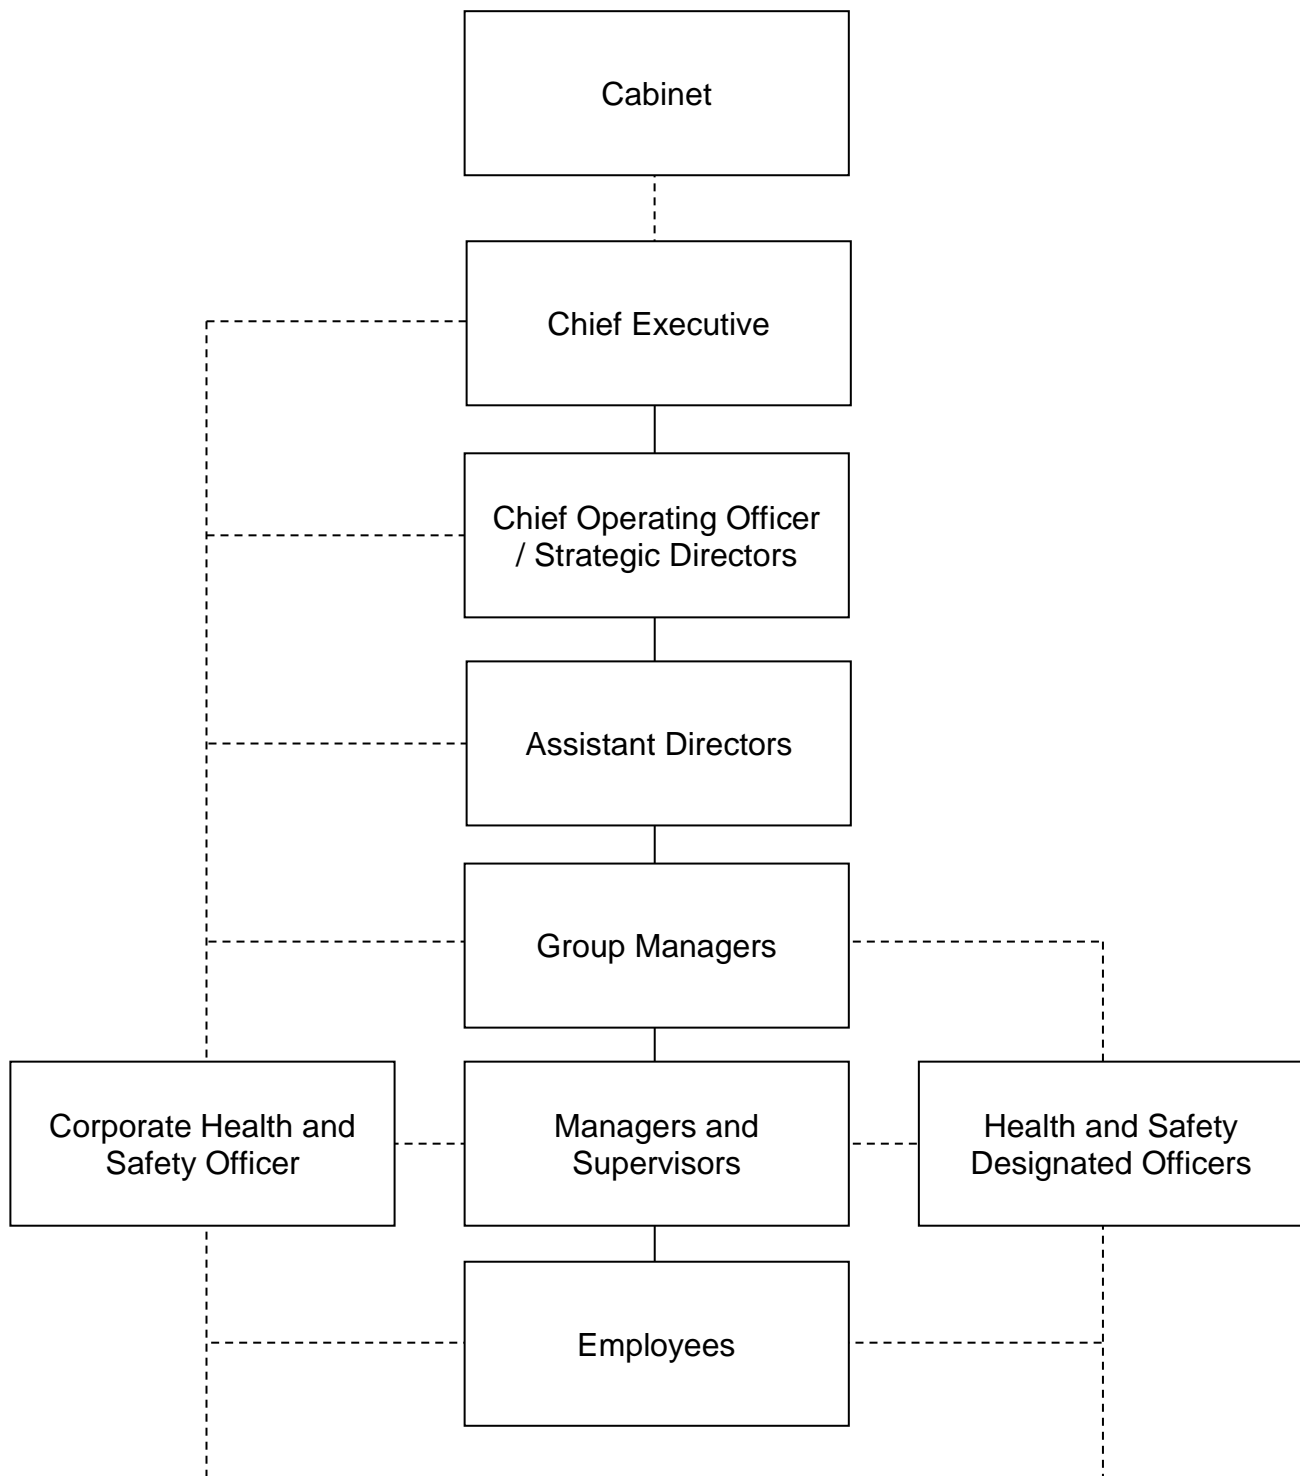 Cabinet
Chief Executive
Chief Operating Officer
/ Strategic Directors
Assistant Directors
Group Managers
Corporate Health and
Safety Officer
Managers and
Supervisors
Health and Safety
Designated Officers
Employees